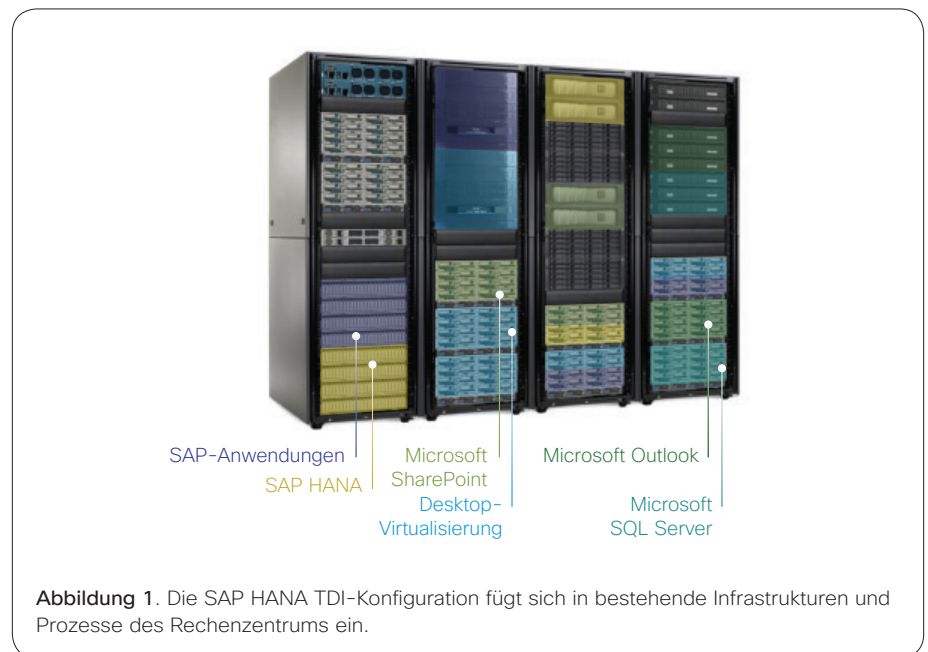 SAP-Anwendungen
SAP HANA
Microsoft
SharePoint
Desktop-
Virtualisierung
Microsoft Outlook
Microsoft
SQL Server
Abbildung 1. Die SAP HANA TDI-Konfiguration fügt sich in bestehende Infrastrukturen und
Prozesse des Rechenzentrums ein.